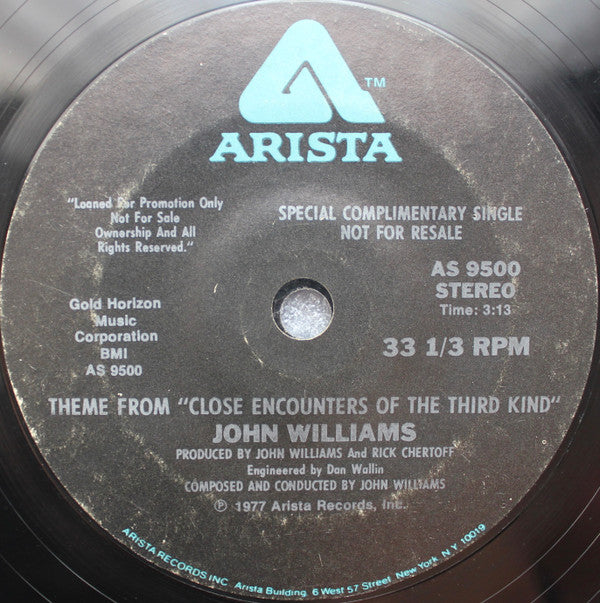 TM
ARISTA
"Loaned For Promotion Only
Not For Sale
Ownership And All
Rights Reserved."
SPECIAL COMPLIMENTARY SINGLE
NOT FOR RESALE
AS 9500
STEREO
Time: 3:13
Gold Horizon
Music
Corporation
BMI
AS 9500
33 1/3 RPM
THEME FROM "CLOSE ENCOUNTERS OF THE THIRD KIND"
JOHN WILLIAMS
PRODUCED BY JOHN WILLIAMS And RICK CHERTOFF
Engineered by Dan Wallin
COMPOSED AND CONDUCTED BY JOHN WILLIAMS
℗ 1977 Arista Records, Inc.
ARISTA RECORDS INC. Arista Building, 6 West 57 Street, New York, N.Y. 10019